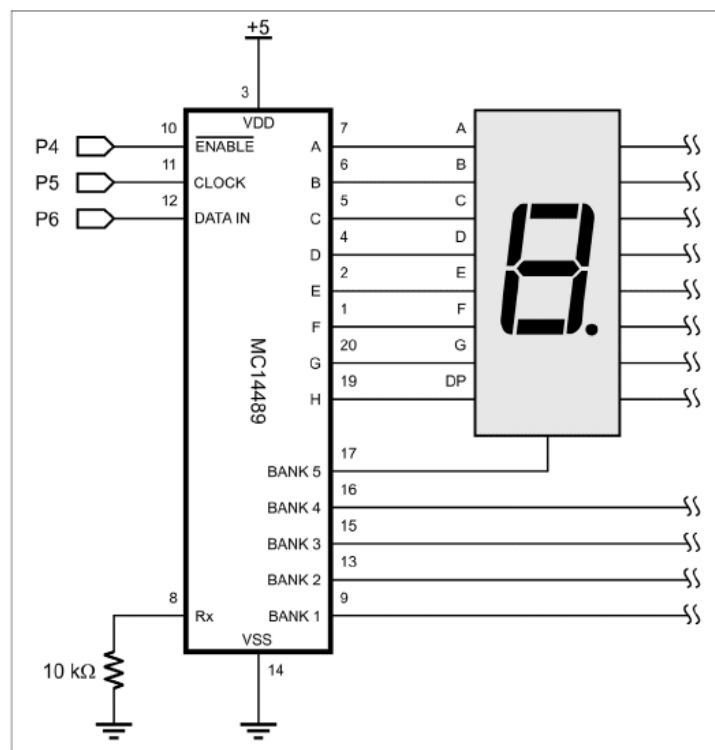 +5
3
VDD
P4 10 ENABLE A 7 A
P5 11 CLOCK B 6 B
P6 12 DATA IN C 5 C
D 4 D
E 2 E
F 1 F
G 20 G
H 19 DP
MC14489
BANK 5 17
BANK 4 16
BANK 3 15
BANK 2 13
8 Rx BANK 1 9
VSS
14
10 kΩ